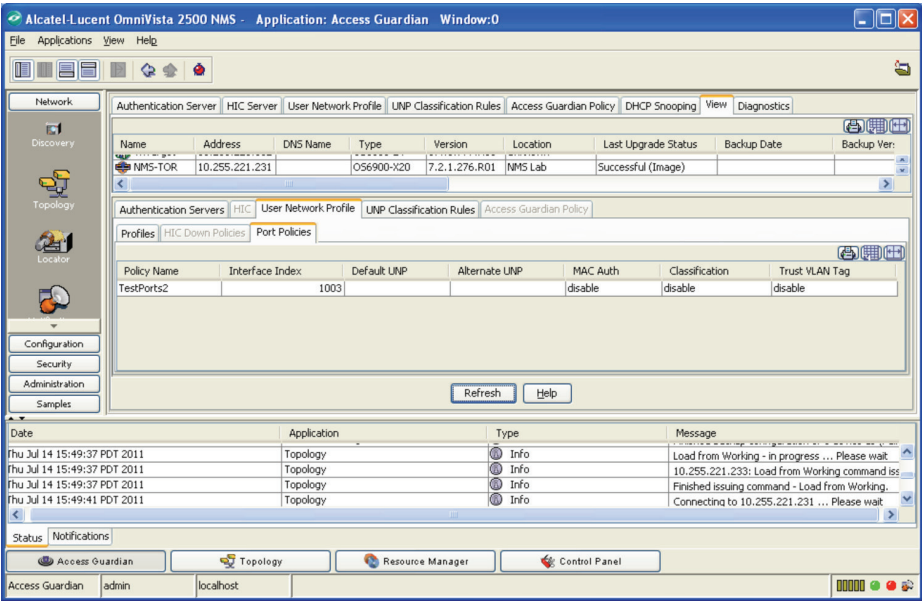 Alcatel-Lucent OmniVista 2500 NMS - Application: Access Guardian Window:0
File Applications View Help
Network
Authentication Server HIC Server User Network Profile UNP Classification Rules Access Guardian Policy DHCP Snooping View Diagnostics
Discovery
Name Address DNS Name Type Version Location Last Upgrade Status Backup Date Backup Vers
NMS-TOR 10.255.221.231 OS6900-X20 7.2.1.276.R01 NMS Lab Successful (Image)
Topology
Authentication Servers HIC User Network Profile UNP Classification Rules Access Guardian Policy
Profiles HIC Down Policies Port Policies
Locator
Policy Name Interface Index Default UNP Alternate UNP MAC Auth Classification Trust VLAN Tag
TestPorts2 1003 disable disable disable
Configuration
Security
Administration
Samples
Refresh Help
Date Application Type Message
Thu Jul 14 15:49:37 PDT 2011 Topology Info Load from Working - in progress ... Please wait
Thu Jul 14 15:49:37 PDT 2011 Topology Info 10.255.221.233: Load from Working command iss
Thu Jul 14 15:49:37 PDT 2011 Topology Info Finished issuing command - Load from Working.
Thu Jul 14 15:49:41 PDT 2011 Topology Info Connecting to 10.255.221.231 ... Please wait
Status Notifications
Access Guardian Topology Resource Manager Control Panel
Access Guardian admin localhost